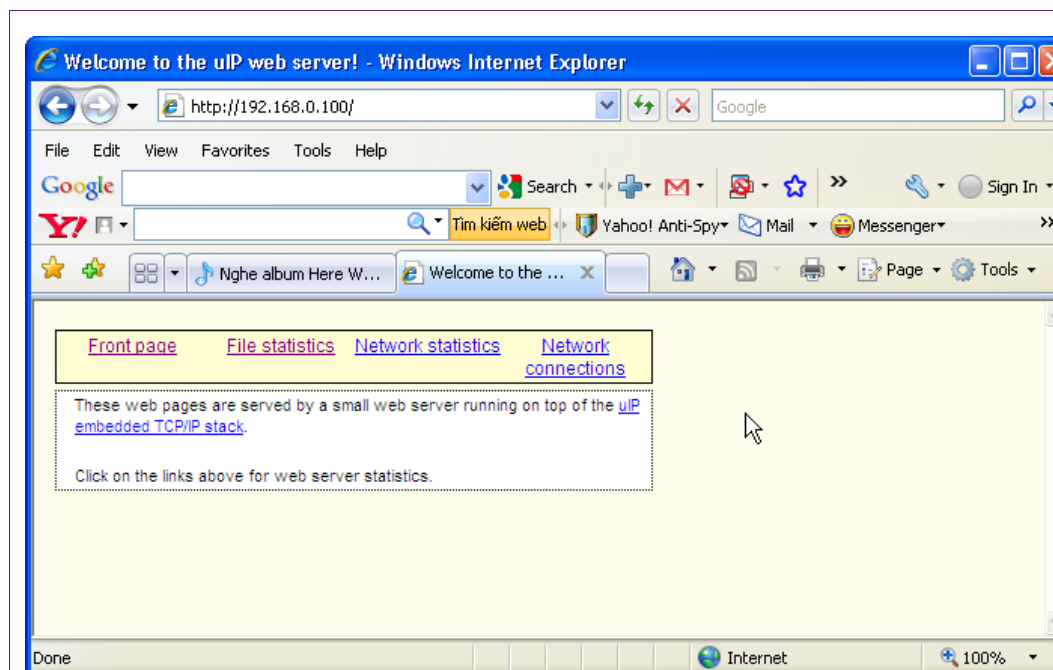 Welcome to the uIP web server! - Windows Internet Explorer
http://192.168.0.100/
Google
File Edit View Favorites Tools Help
Google Search Sign In
Y! Tìm kiếm web Yahoo! Anti-Spy Mail Messenger
Nghe album Here W... Welcome to the ... X Page Tools
Front page File statistics Network statistics Network
connections
These web pages are served by a small web server running on top of the uIP
embedded TCP/IP stack.
Click on the links above for web server statistics.
Done Internet 100%